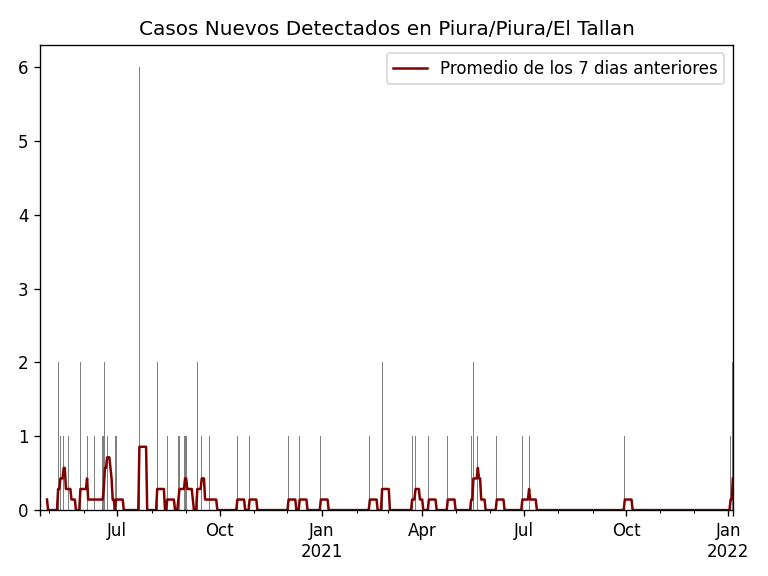 Casos Nuevos Detectados en Piura/Piura/El Tallan
Promedio de los 7 dias anteriores
6
5
4
3
2
1
0
Jul
Oct
Jan
Apr
Jul
Oct
Jan
2021
2022